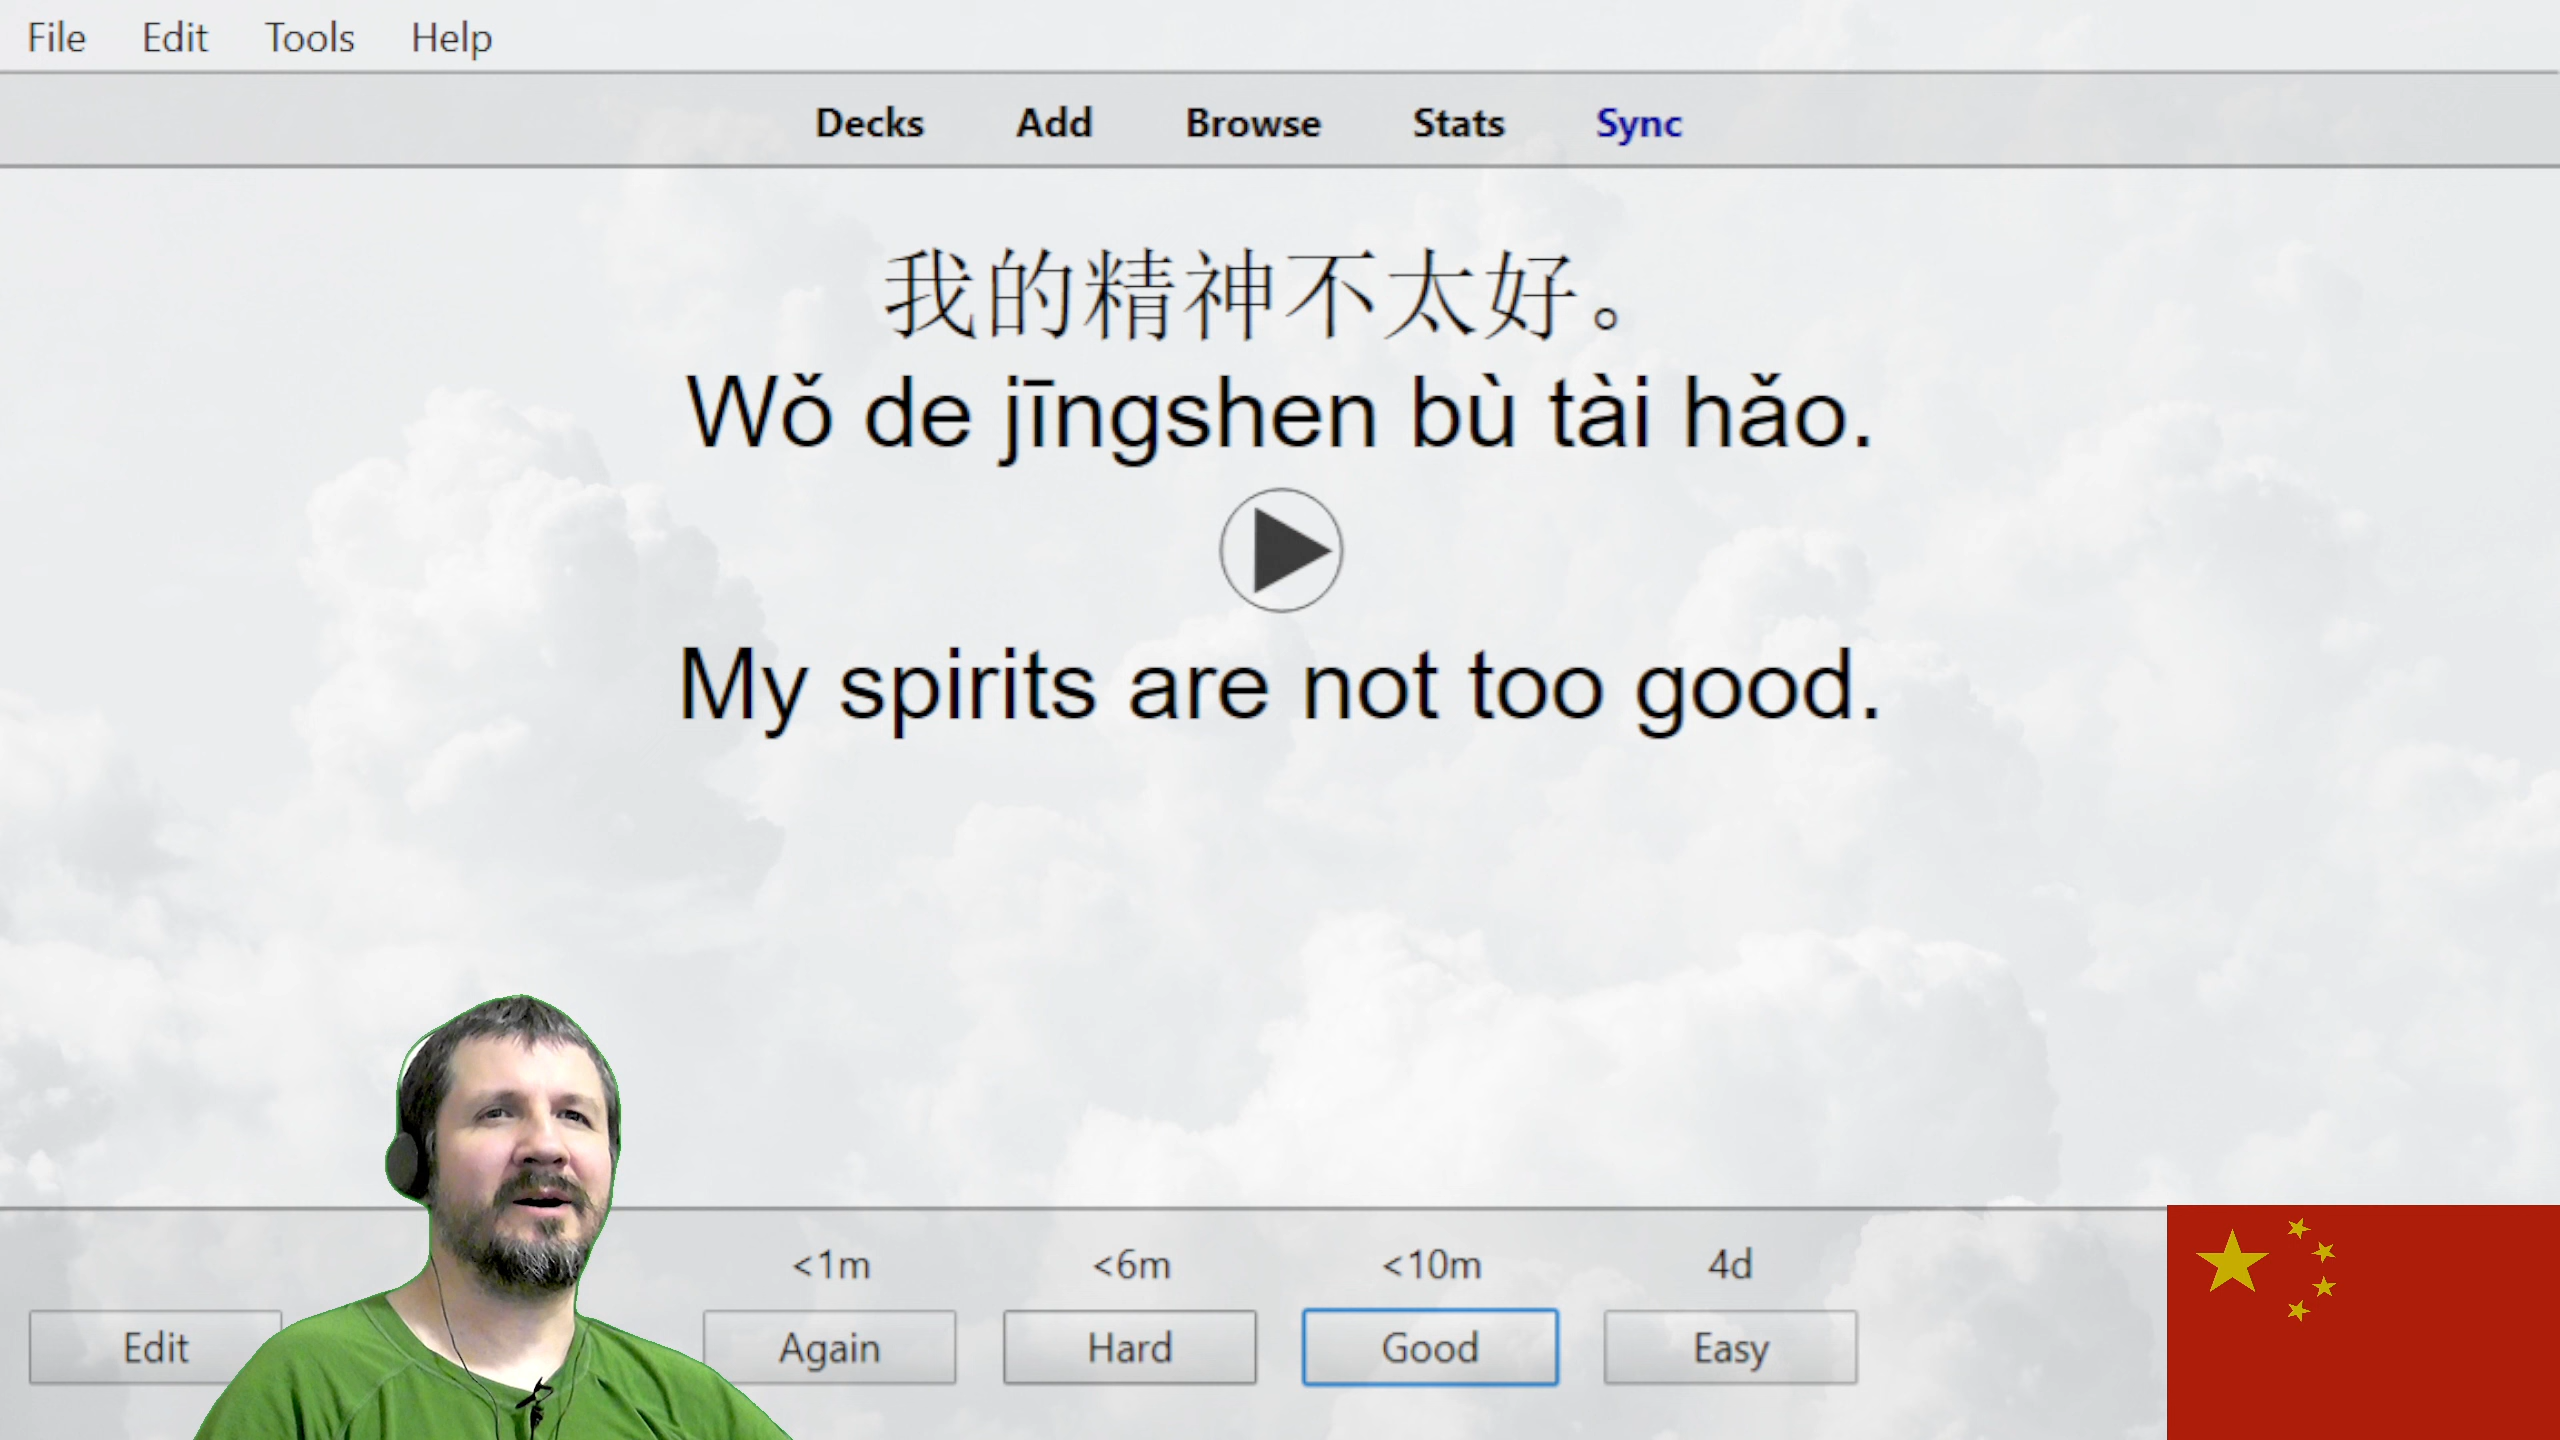 File Edit Tools Help
Decks Add Browse Stats Sync
我的精神不太好。
Wǒ de jīngshen bù tài hǎo.
My spirits are not too good.
<1m <6m <10m 4d
Edit Again Hard Good Easy